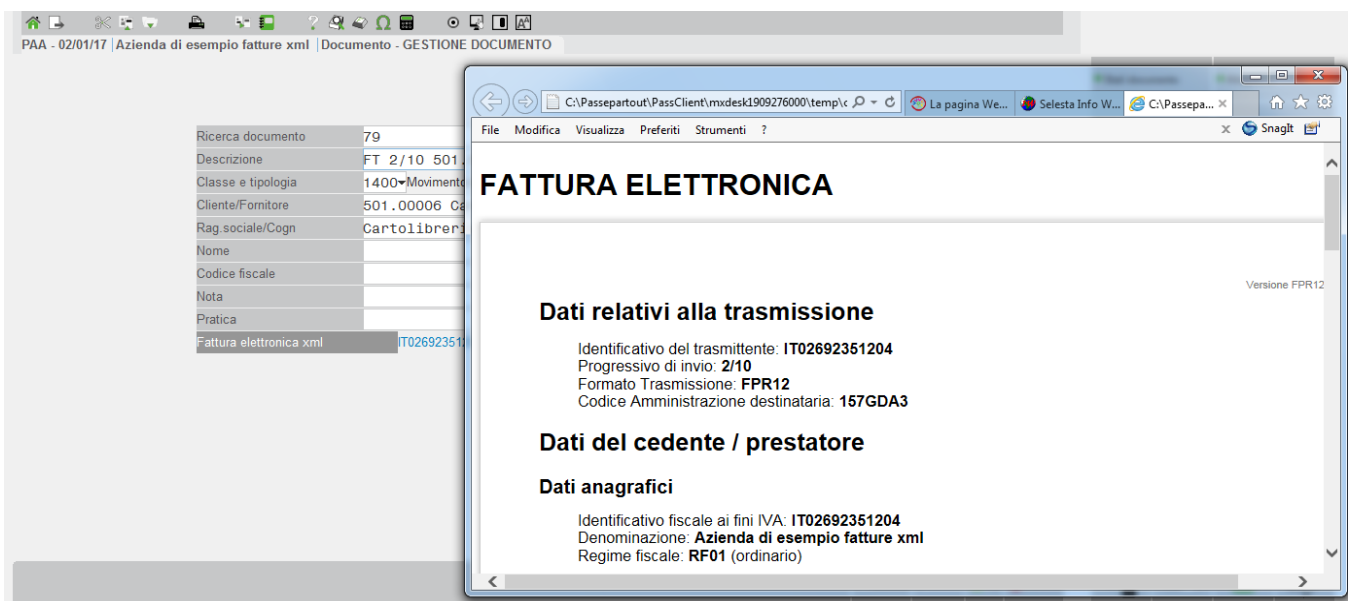 PAA - 02/01/17 | Azienda di esempio fatture xml | Documento - GESTIONE DOCUMENTO
Ricerca documento 79
Descrizione FT 2/10 501.
Classe e tipologia 1400 Movimento
Cliente/Fornitore 501.00006 Ca
Rag.sociale/Cogn Cartolibreri
Nome
Codice fiscale
Nota
Pratica
Fattura elettronica xml IT02692351
C:\Passepartout\PassClient\mxdesk1909276000\temp\c
La pagina We...
Selesta Info W...
C:\Passepa...
File Modifica Visualizza Preferiti Strumenti ?
SnagIt
FATTURA ELETTRONICA
Versione FPR12
Dati relativi alla trasmissione
Identificativo del trasmittente: IT02692351204
Progressivo di invio: 2/10
Formato Trasmissione: FPR12
Codice Amministrazione destinataria: 157GDA3
Dati del cedente / prestatore
Dati anagrafici
Identificativo fiscale ai fini IVA: IT02692351204
Denominazione: Azienda di esempio fatture xml
Regime fiscale: RF01 (ordinario)